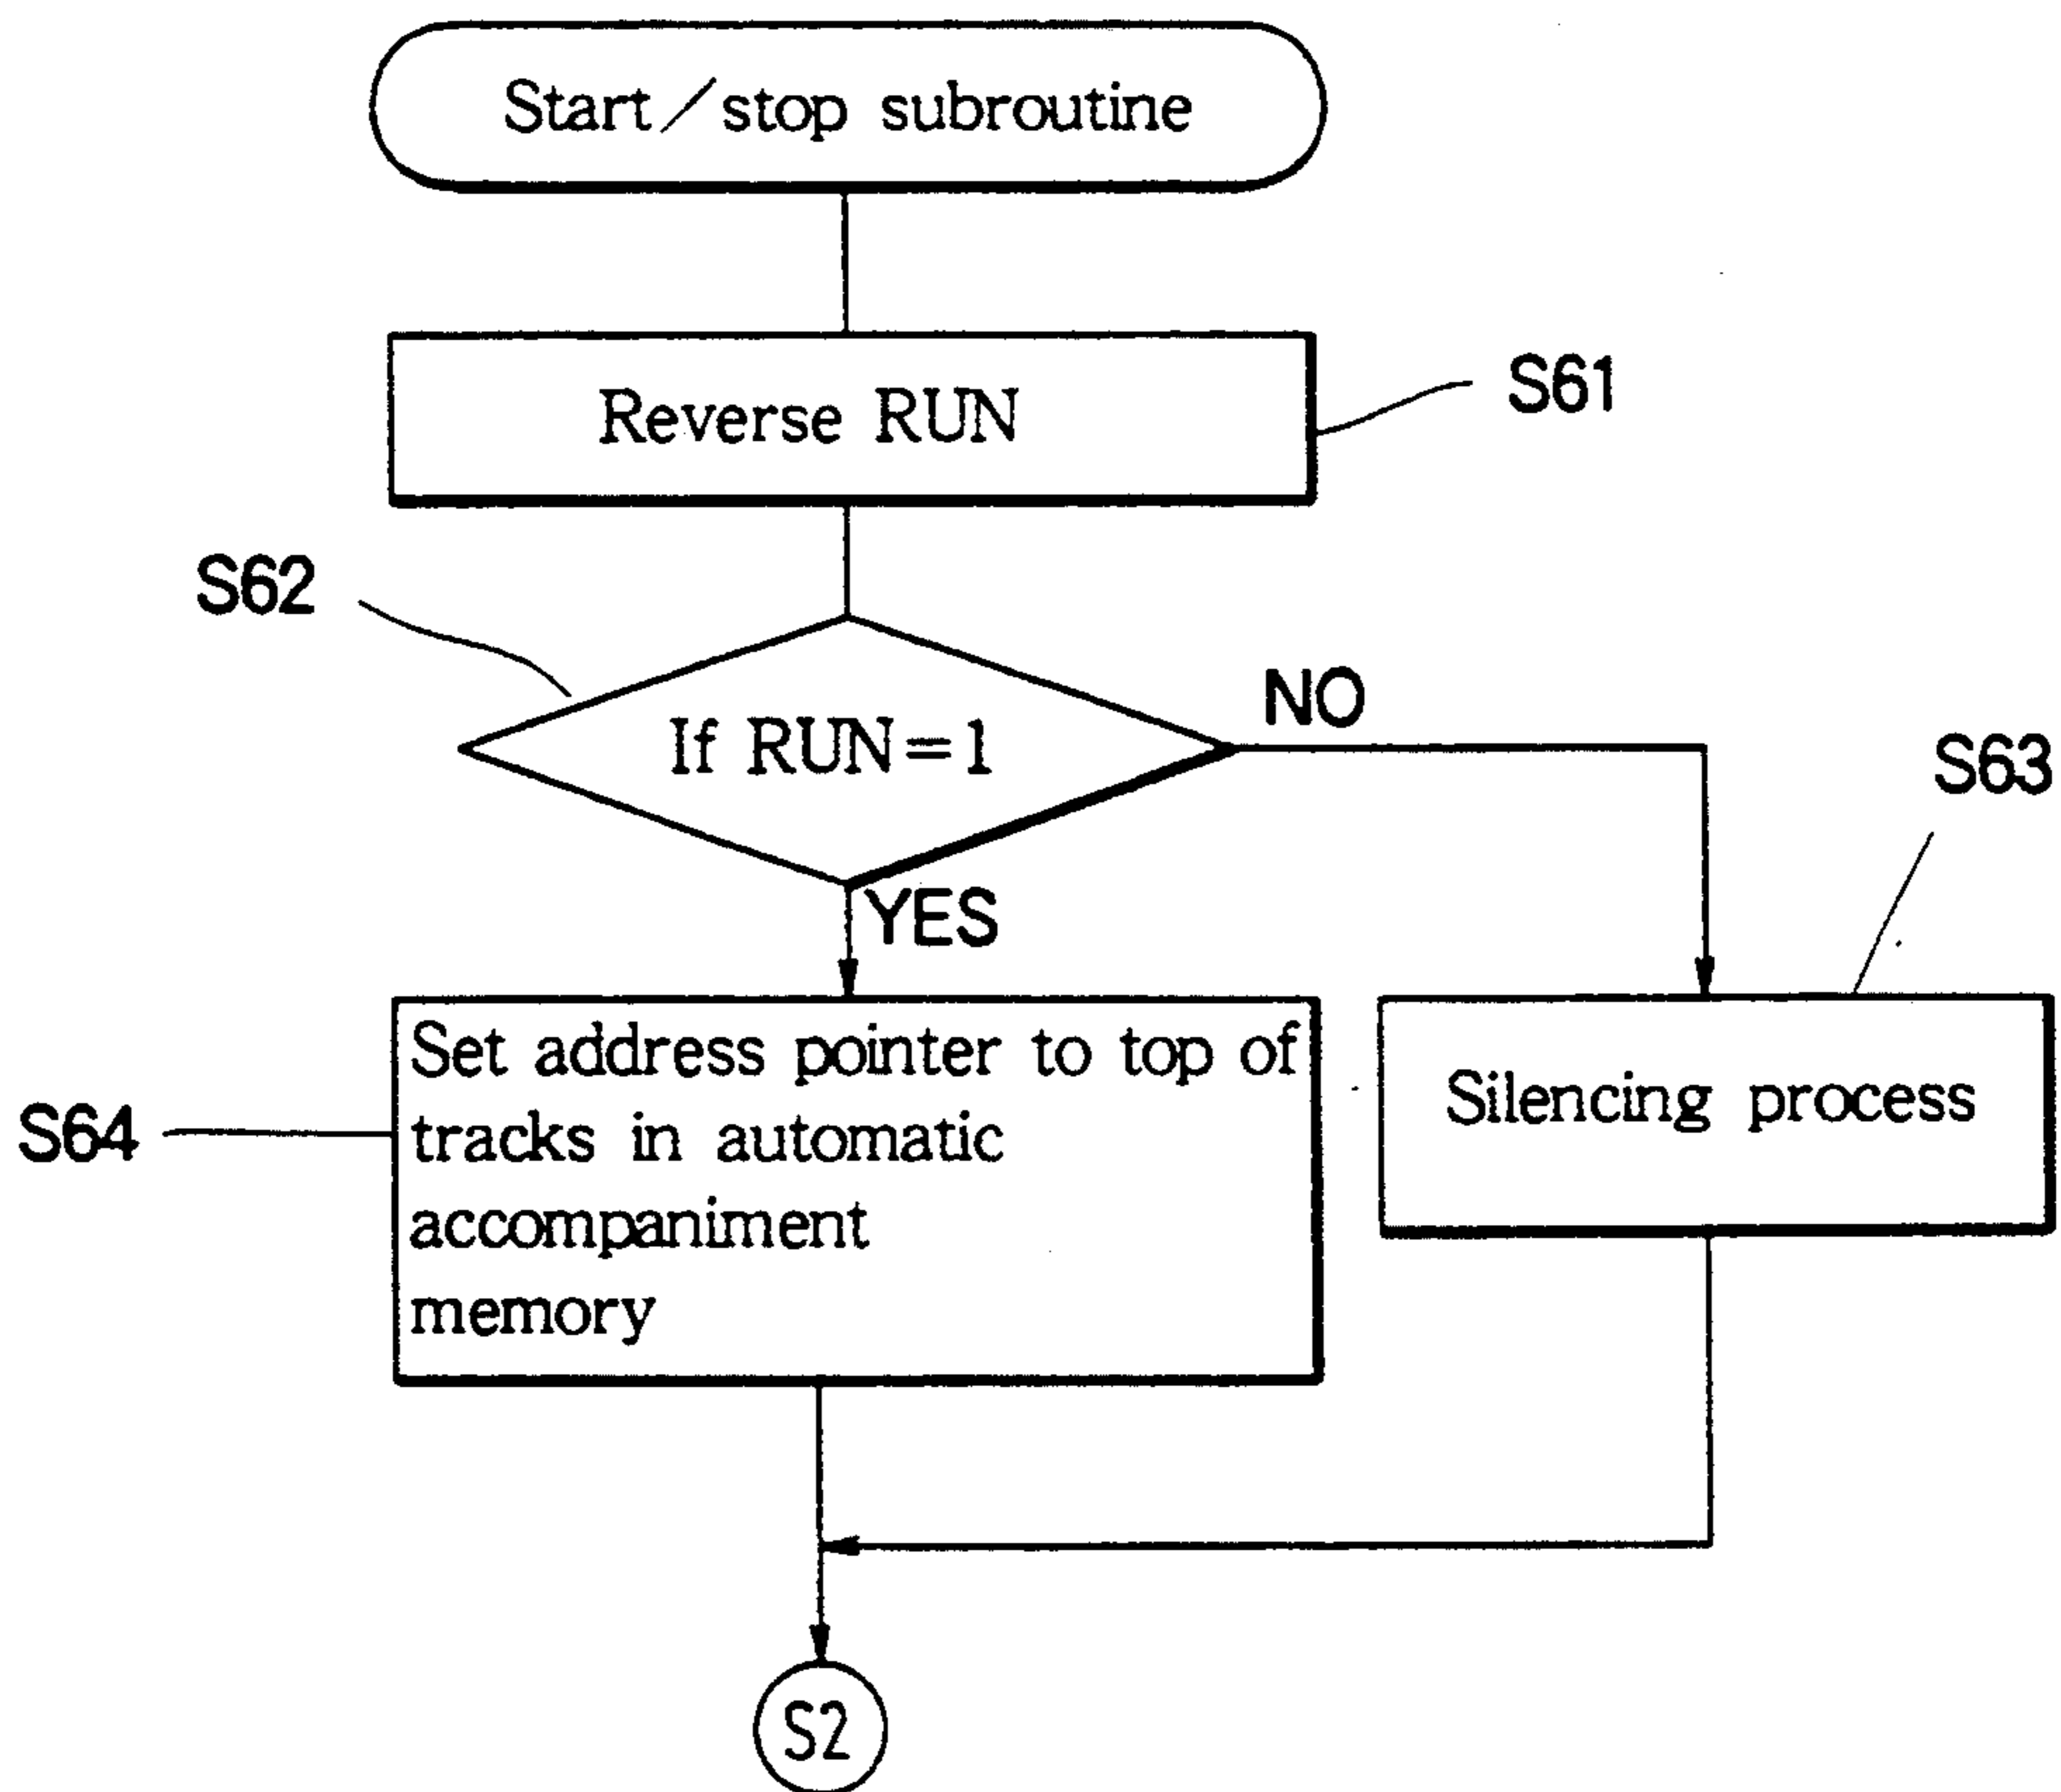 Start/stop subroutine
Reverse RUN
S61
S62
If RUN=1
NO
YES
S63
S64
Set address pointer to top of
tracks in automatic
accompaniment
memory
Silencing process
S2